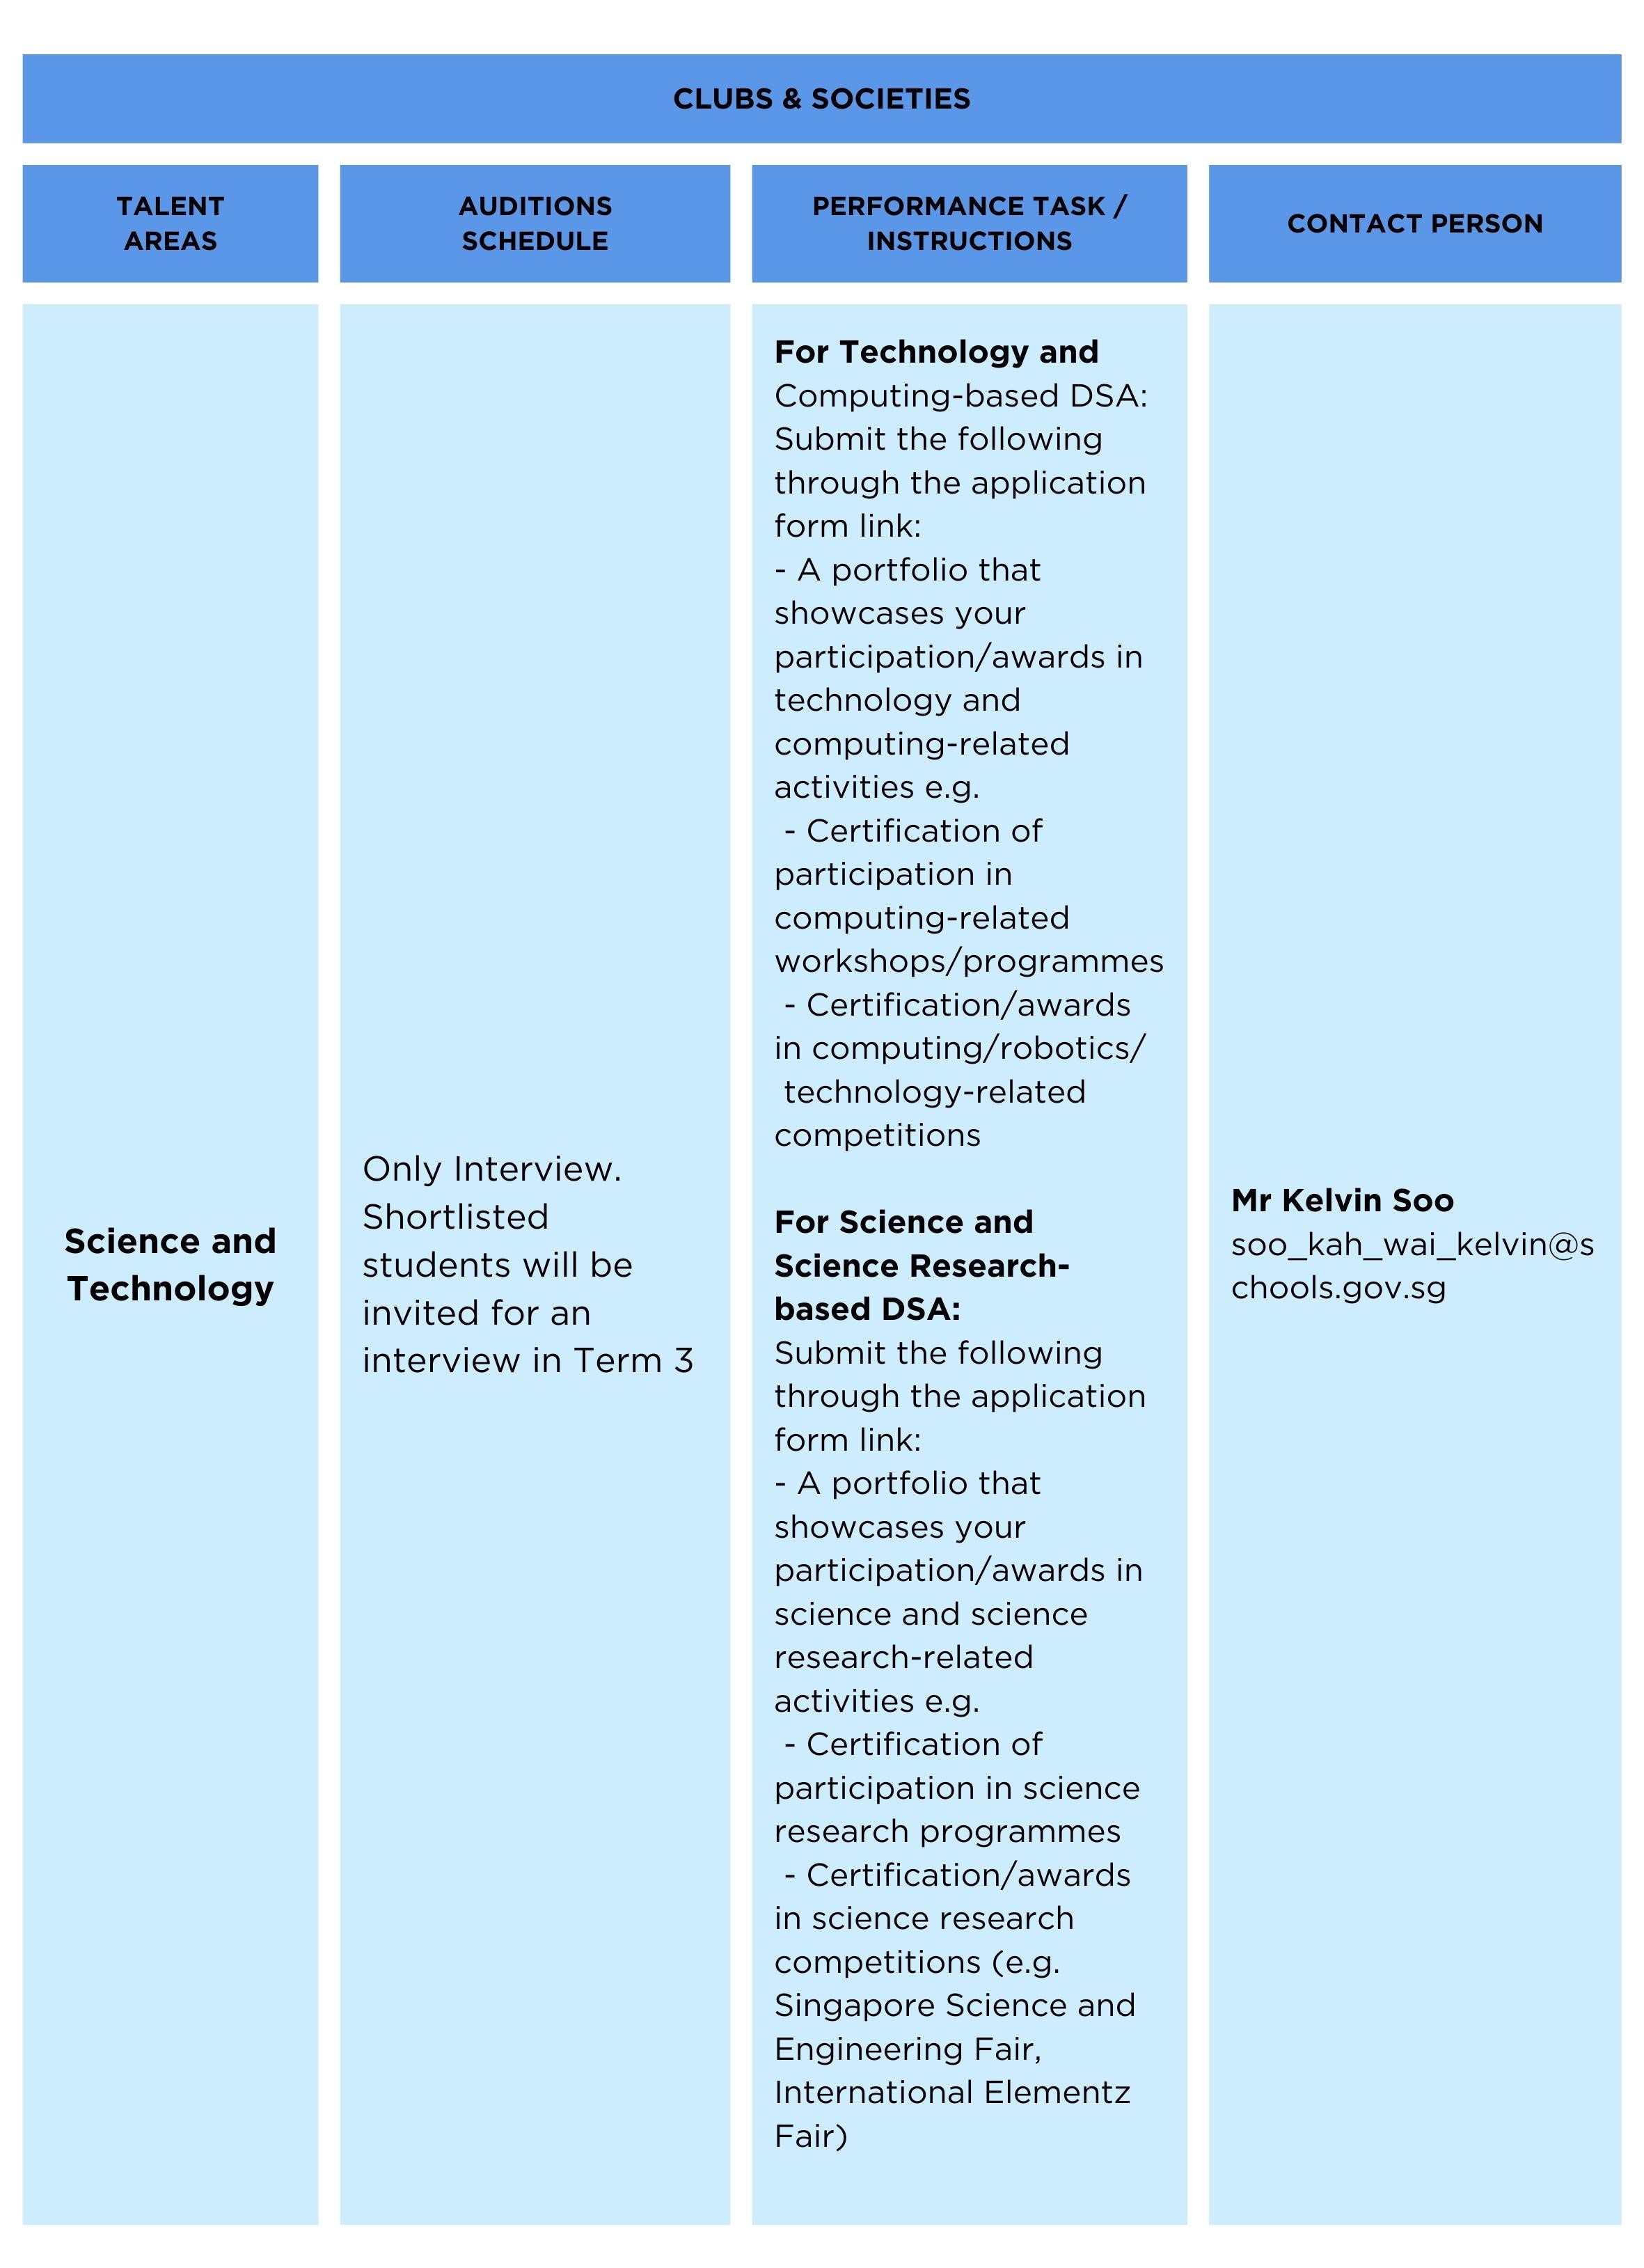 CLUBS & SOCIETIES
TALENT
AREAS
AUDITIONS
SCHEDULE
PERFORMANCE TASK /
INSTRUCTIONS
CONTACT PERSON
Science and
Technology
Only Interview.
Shortlisted
students will be
invited for an
interview in Term 3
For Technology and
Computing-based DSA:
Submit the following
through the application
form link:
- A portfolio that
showcases your
participation/awards in
technology and
computing-related
activities e.g.
- Certification of
participation in
computing-related
workshops/programmes
- Certification/awards
in computing/robotics/
technology-related
competitions
For Science and
Science Research-
based DSA:
Submit the following
through the application
form link:
- A portfolio that
showcases your
participation/awards in
science and science
research-related
activities e.g.
- Certification of
participation in science
research programmes
- Certification/awards
in science research
competitions (e.g.
Singapore Science and
Engineering Fair,
International Elementz
Fair)
Mr Kelvin Soo
soo_kah_wai_kelvin@s
chools.gov.sg